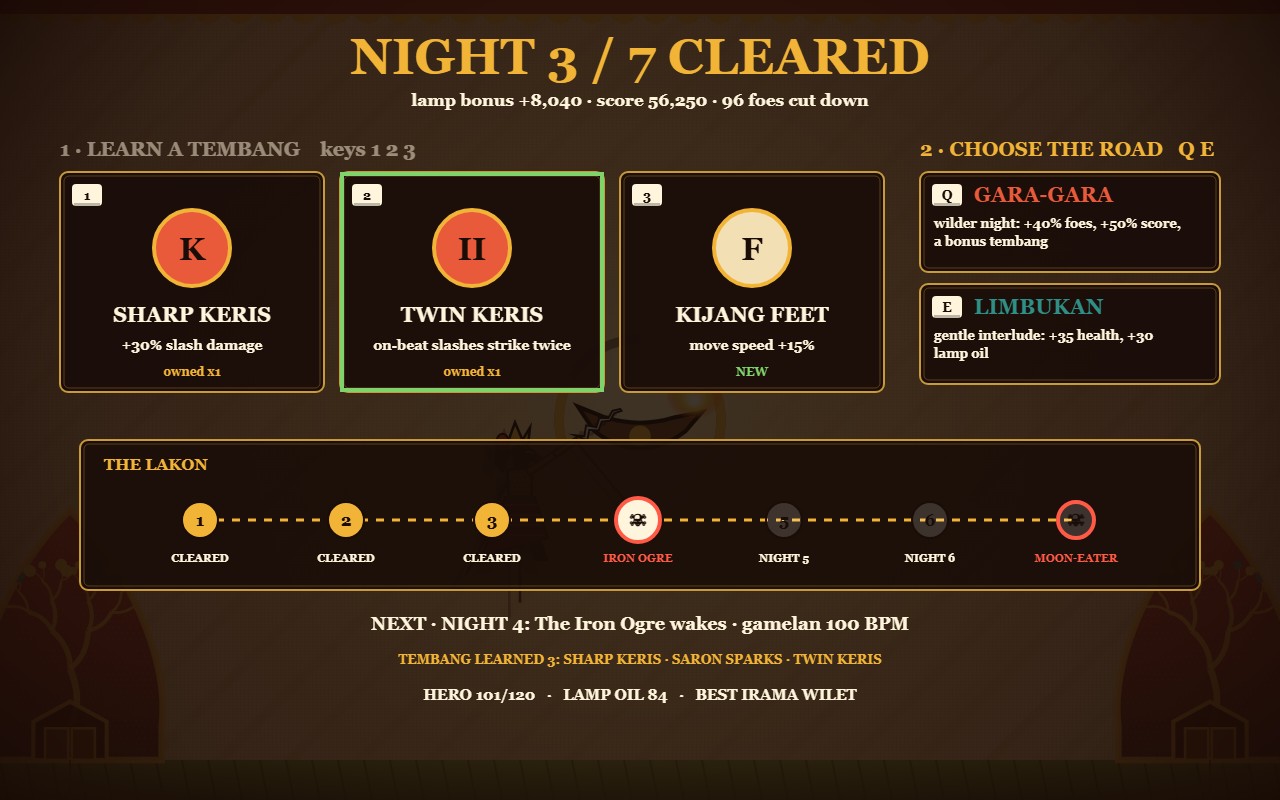 NIGHT 3 / 7 CLEARED
lamp bonus +8,040 · score 56,250 · 96 foes cut down
1 · LEARN A TEMBANG keys 1 2 3
1
K
SHARP KERIS
+30% slash damage
owned x1
2
II
TWIN KERIS
on-beat slashes strike twice
owned x1
3
F
KIJANG FEET
move speed +15%
NEW
2 · CHOOSE THE ROAD Q E
Q GARA-GARA
wilder night: +40% foes, +50% score,
a bonus tembang
E LIMBUKAN
gentle interlude: +35 health, +30
lamp oil
THE LAKON
1 2 3 5 6
CLEARED CLEARED CLEARED IRON OGRE NIGHT 5 NIGHT 6 MOON-EATER
NEXT · NIGHT 4: The Iron Ogre wakes · gamelan 100 BPM
TEMBANG LEARNED 3: SHARP KERIS · SARON SPARKS · TWIN KERIS
HERO 101/120 · LAMP OIL 84 · BEST IRAMA WILET